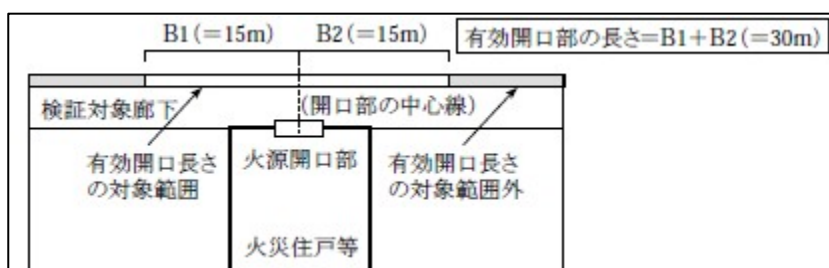 B1(=15m)
B2(=15m)
有効開口部の長さ=B1+B2(=30m)
検証対象廊下
(開口部の中心線)
有効開口長さ
の対象範囲
火源開口部
有効開口長さ
の対象範囲外
火災住戸等